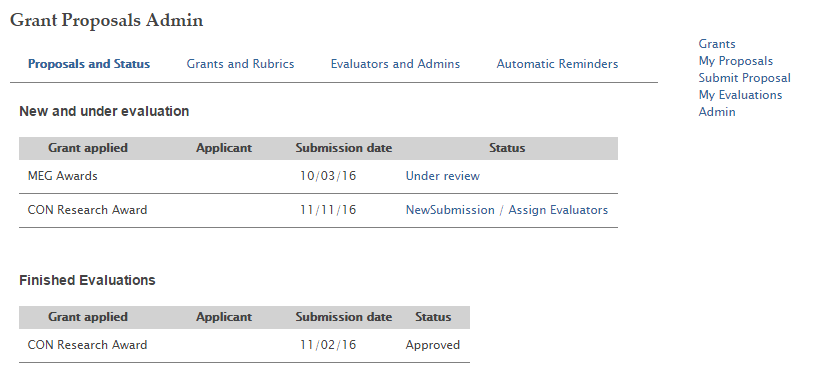 Grant Proposals Admin
Proposals and Status Grants and Rubrics Evaluators and Admins Automatic Reminders
Grants
My Proposals
Submit Proposal
My Evaluations
Admin
New and under evaluation
Grant applied Applicant Submission date Status
MEG Awards 10/03/16 Under review
CON Research Award 11/11/16 NewSubmission / Assign Evaluators
Finished Evaluations
Grant applied Applicant Submission date Status
CON Research Award 11/02/16 Approved